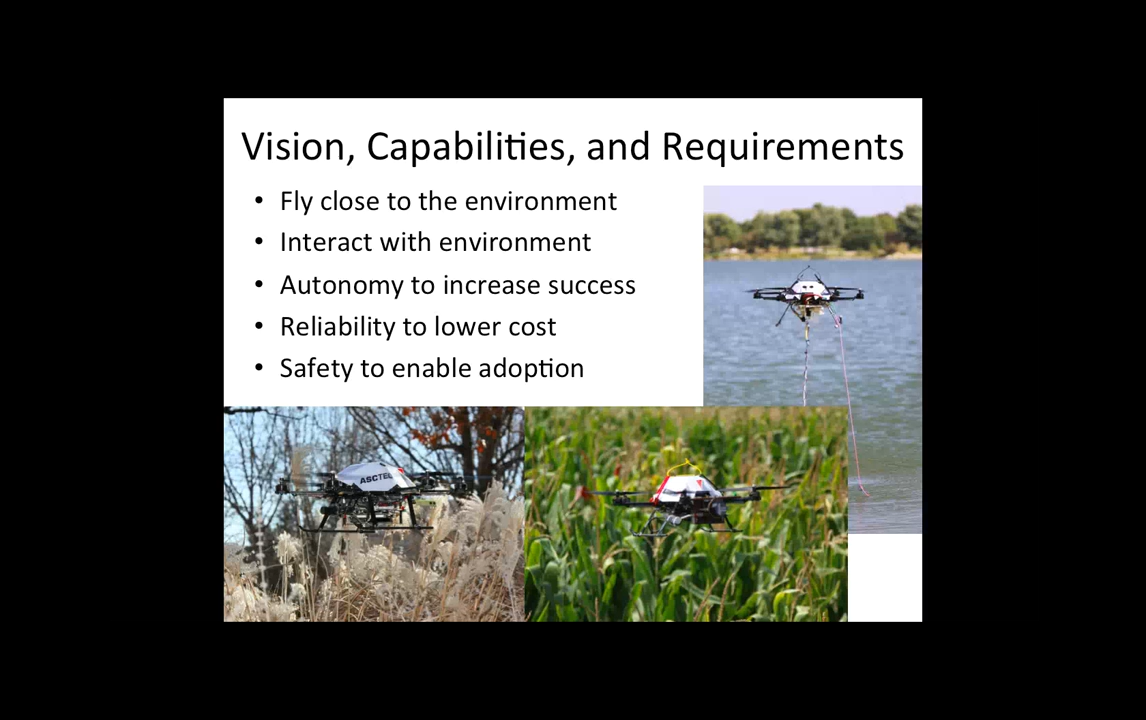 Vision, Capabilities, and Requirements
• Fly close to the environment
• Interact with environment
• Autonomy to increase success
• Reliability to lower cost
• Safety to enable adoption
ASCTEC